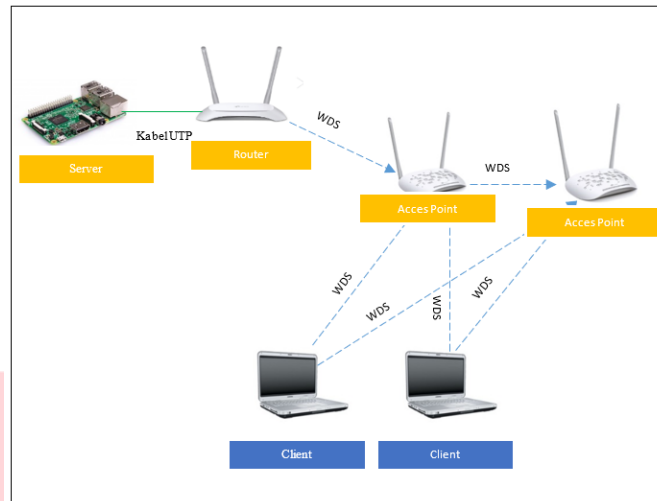 WDS
KabelUTP
Router
Server
WDS
Acces Point
Acces Point
WDS
WDS
WDS
WDS
Client
Client